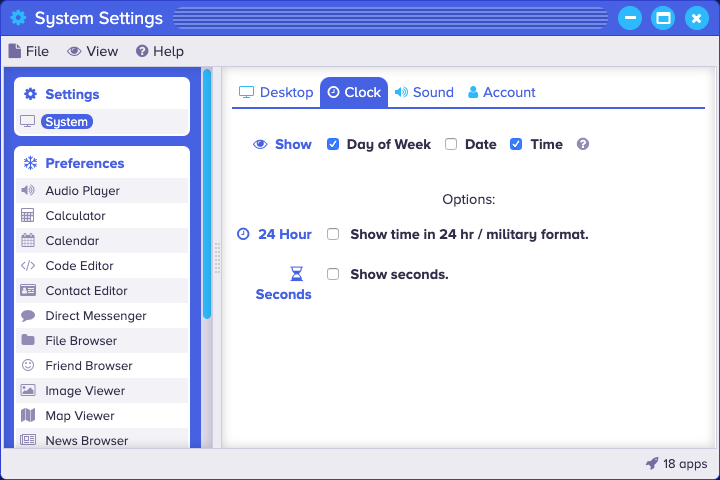 System Settings
File View Help
Settings
System
Preferences
Audio Player
Calculator
Calendar
Code Editor
Contact Editor
Direct Messenger
File Browser
Friend Browser
Image Viewer
Map Viewer
News Browser
Desktop Clock Sound Account
Show Day of Week Date Time
Options:
24 Hour Show time in 24 hr / military format.
Seconds Show seconds.
18 apps